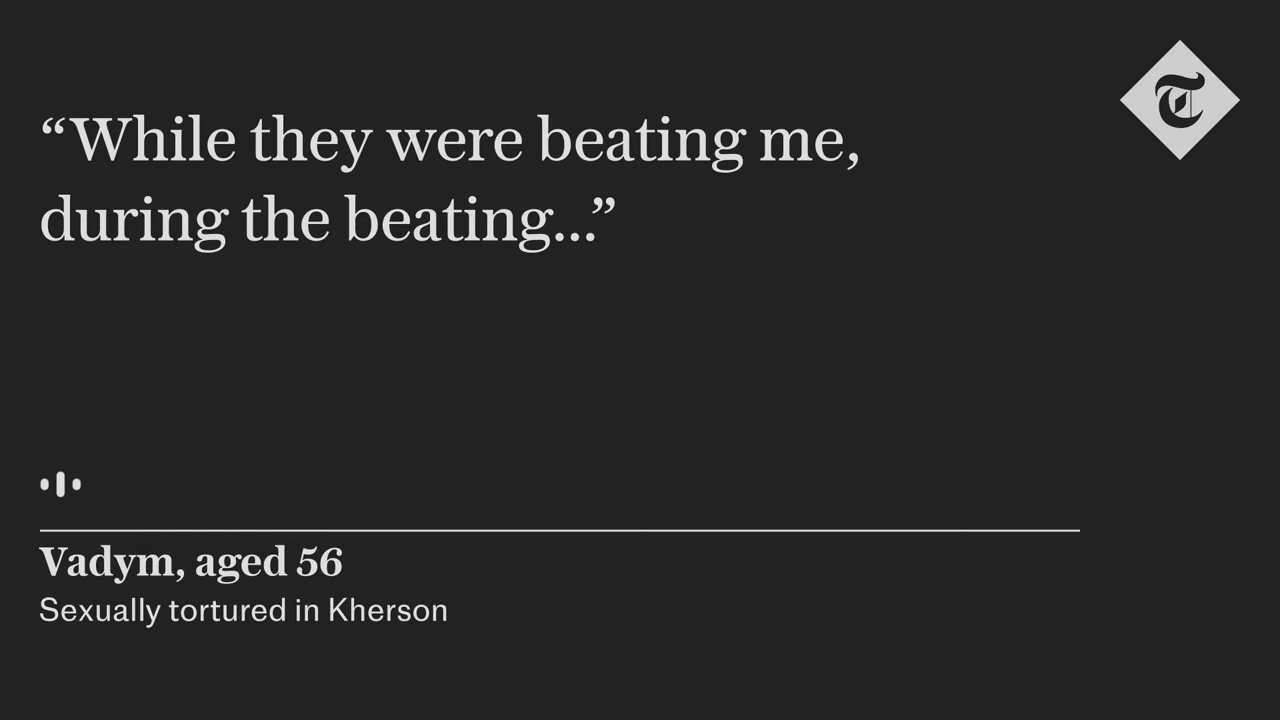 “While they were beating me,
during the beating...”
T
Vadym, aged 56
Sexually tortured in Kherson